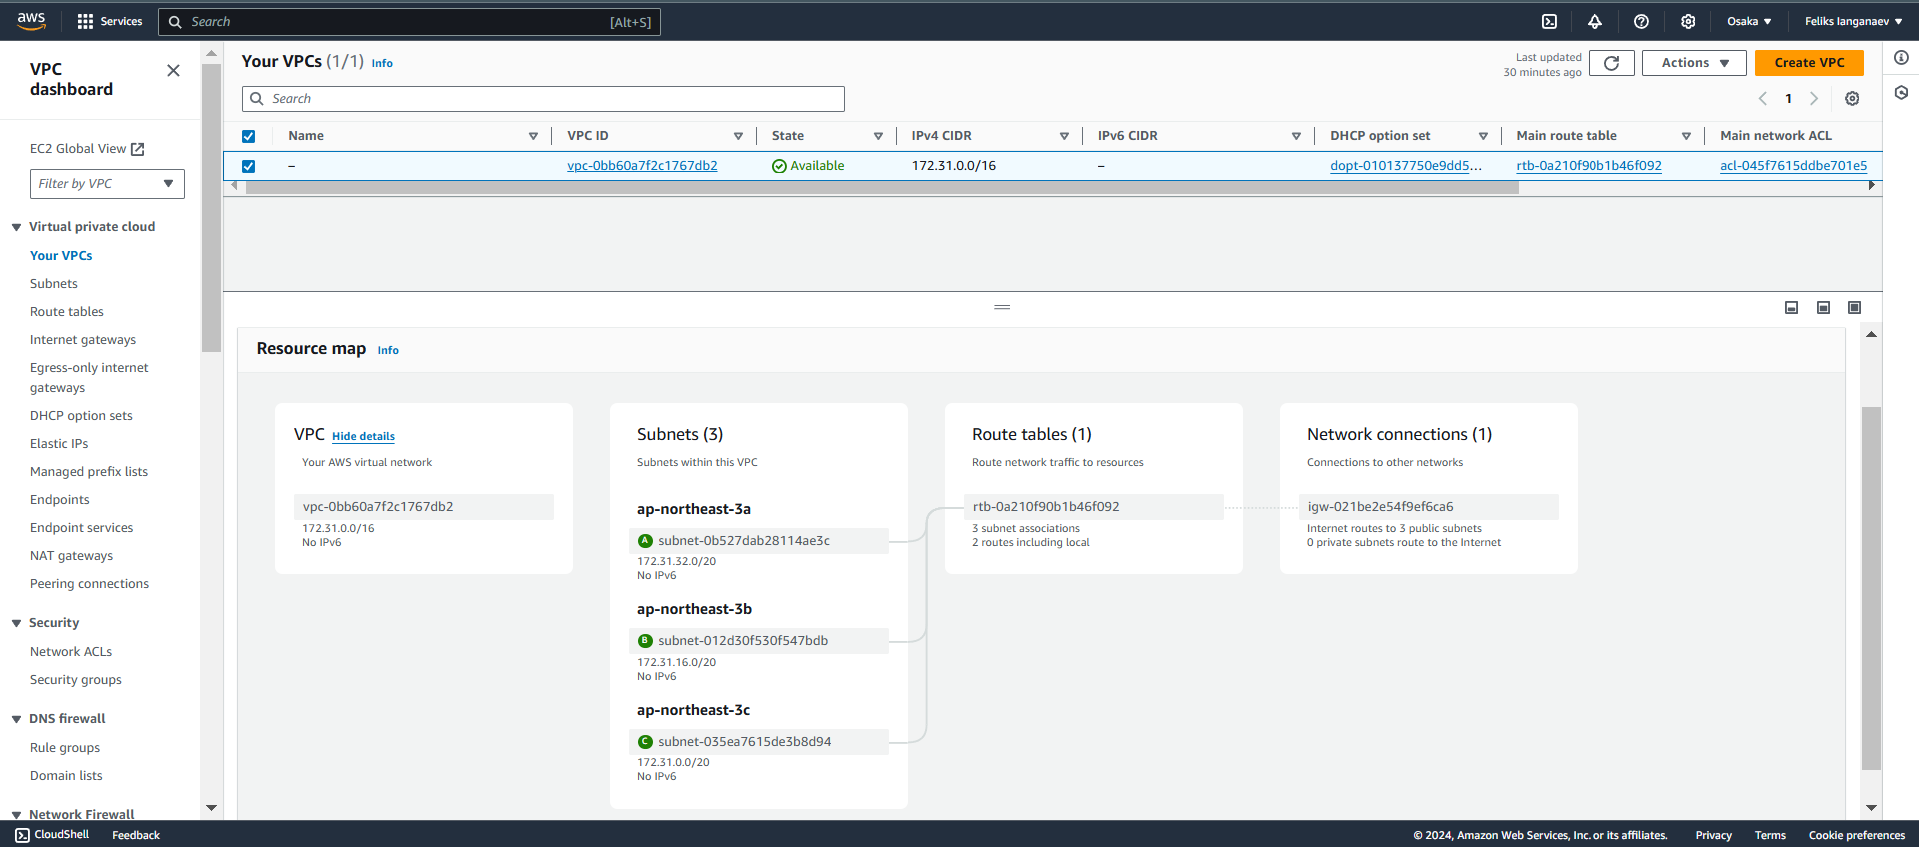 aws
Services
Search
[Alt+S]
Osaka
Feliks Ianganaev
VPC
dashboard
EC2 Global View
Filter by VPC
Virtual private cloud
Your VPCs
Subnets
Route tables
Internet gateways
Egress-only internet
gateways
DHCP option sets
Elastic IPs
Managed prefix lists
Endpoints
Endpoint services
NAT gateways
Peering connections
Security
Network ACLs
Security groups
DNS firewall
Rule groups
Domain lists
Network Firewall
Your VPCs (1/1) Info
Last updated
30 minutes ago
Actions
Create VPC
Search
1
Name VPC ID State IPv4 CIDR IPv6 CIDR DHCP option set Main route table Main network ACL
– vpc-0bb60a7f2c1767db2 Available 172.31.0.0/16 – dopt-010137750e9dd5... rtb-0a210f90b1b46f092 acl-045f7615ddbe701e5
Resource map Info
VPC Hide details
Your AWS virtual network
vpc-0bb60a7f2c1767db2
172.31.0.0/16
No IPv6
Subnets (3)
Subnets within this VPC
ap-northeast-3a
A subnet-0b527dab28114ae3c
172.31.32.0/20
No IPv6
ap-northeast-3b
B subnet-012d30f530f547bdb
172.31.16.0/20
No IPv6
ap-northeast-3c
C subnet-035ea7615de3b8d94
172.31.0.0/20
No IPv6
Route tables (1)
Route network traffic to resources
rtb-0a210f90b1b46f092
3 subnet associations
2 routes including local
Network connections (1)
Connections to other networks
igw-021be2e54f9ef6ca6
Internet routes to 3 public subnets
0 private subnets route to the Internet
CloudShell
Feedback
© 2024, Amazon Web Services, Inc. or its affiliates.
Privacy
Terms
Cookie preferences